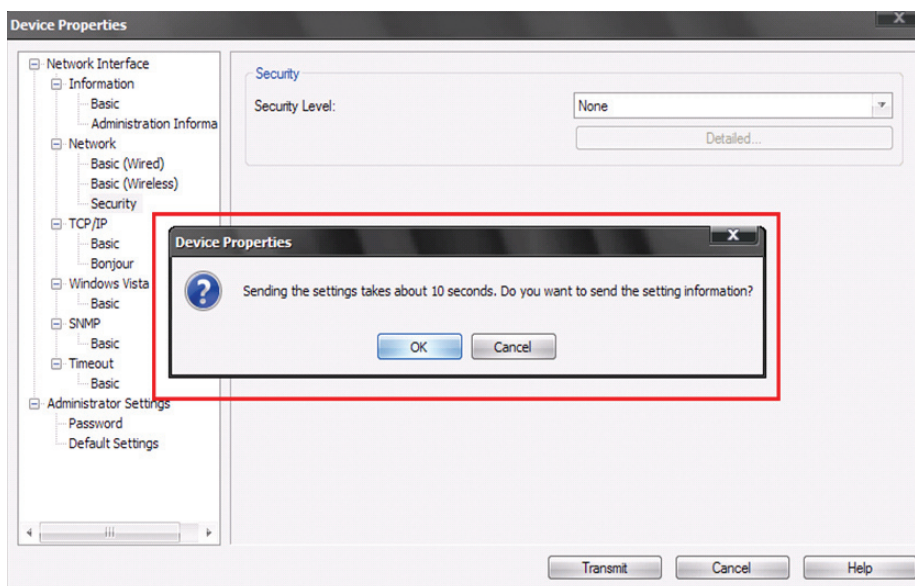 Device Properties
Network Interface
Information
Basic
Administration Informa
Network
Basic (Wired)
Basic (Wireless)
Security
TCP/IP
Basic
Bonjour
Windows Vista
Basic
SNMP
Basic
Timeout
Basic
Administrator Settings
Password
Default Settings
Security
Security Level:
None
Detailed...
Device Properties
Sending the settings takes about 10 seconds. Do you want to send the setting information?
OK
Cancel
Transmit
Cancel
Help